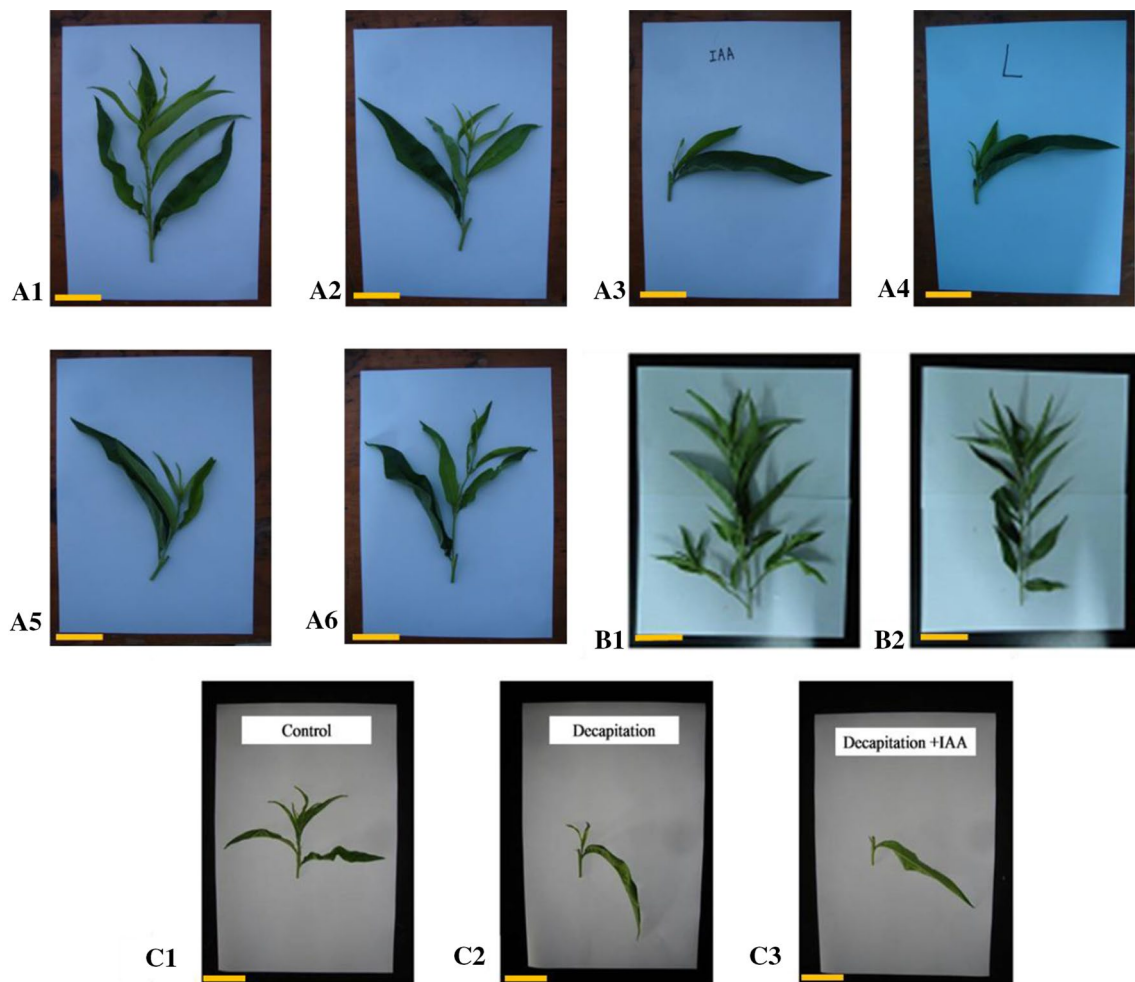 IAA
L
A1
A2
A3
A4
A5
A6
B1
B2
Control
Decapitation
Decapitation +IAA
C1
C2
C3